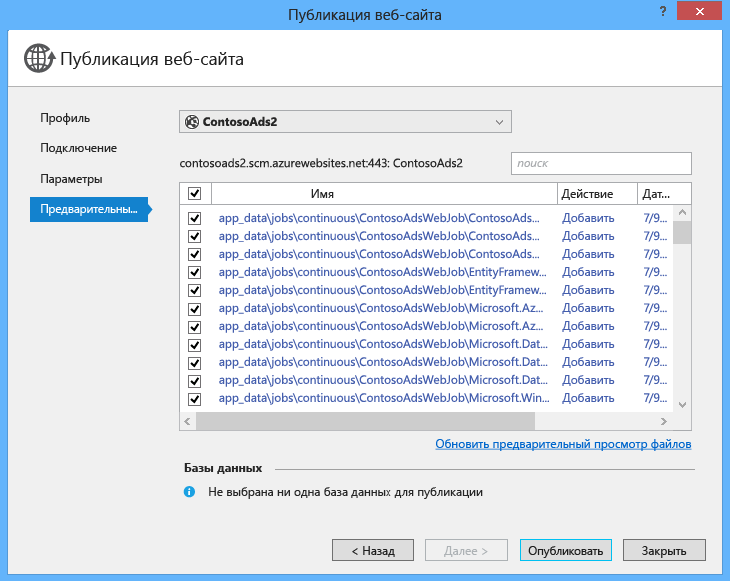 Публикация веб-сайта
?
Публикация веб-сайта
Профиль
Подключение
Параметры
Предварительны...
ContosoAds2
contosoads2.scm.azurewebsites.net:443: ContosoAds2
поиск
Имя Действие Дат...
app_data\jobs\continuous\ContosoAdsWebJob\ContosoAds... Добавить 7/9...
app_data\jobs\continuous\ContosoAdsWebJob\ContosoAds... Добавить 7/9...
app_data\jobs\continuous\ContosoAdsWebJob\ContosoAds... Добавить 7/9...
app_data\jobs\continuous\ContosoAdsWebJob\EntityFramew... Добавить 7/9...
app_data\jobs\continuous\ContosoAdsWebJob\EntityFramew... Добавить 7/9...
app_data\jobs\continuous\ContosoAdsWebJob\Microsoft.Az... Добавить 7/9...
app_data\jobs\continuous\ContosoAdsWebJob\Microsoft.Az... Добавить 7/9...
app_data\jobs\continuous\ContosoAdsWebJob\Microsoft.Dat... Добавить 7/9...
app_data\jobs\continuous\ContosoAdsWebJob\Microsoft.Dat... Добавить 7/9...
app_data\jobs\continuous\ContosoAdsWebJob\Microsoft.Dat... Добавить 7/9...
app_data\jobs\continuous\ContosoAdsWebJob\Microsoft.Win... Добавить 7/9...
Обновить предварительный просмотр файлов
Базы данных
Не выбрана ни одна база данных для публикации
< Назад Далее > Опубликовать Закрыть